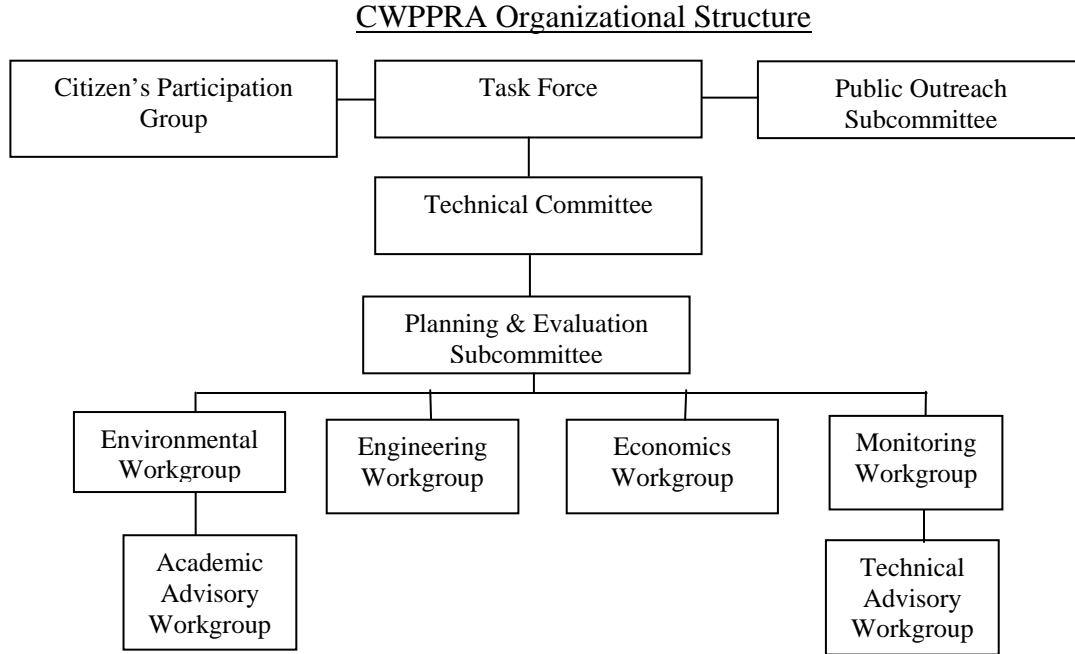 CWPPRA Organizational Structure
Citizen’s Participation
Group
Task Force
Public Outreach
Subcommittee
Technical Committee
Planning & Evaluation
Subcommittee
Environmental
Workgroup
Engineering
Workgroup
Economics
Workgroup
Monitoring
Workgroup
Academic
Advisory
Workgroup
Technical
Advisory
Workgroup